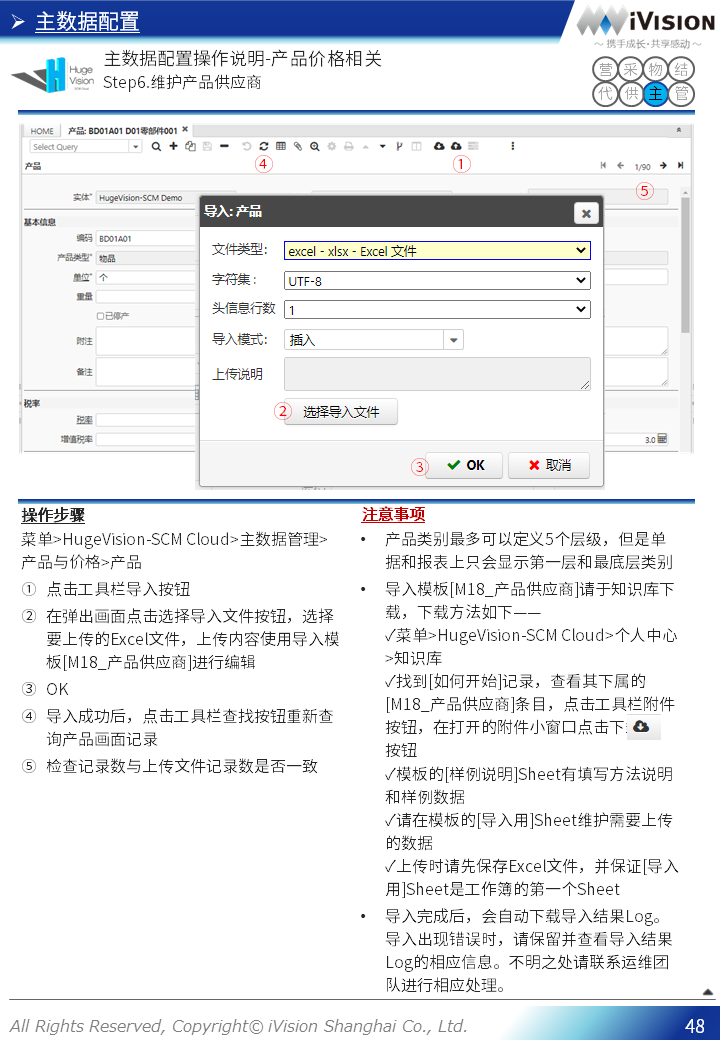 ➢ 主数据配置
iVision
～ 携手成长·共享感动 ～
Huge
Vision
主数据配置操作说明-产品价格相关
Step6.维护产品供应商
营 采 物 结
代 供 主 管
HOME 产品: BD01A01 D01零部件001 ×
Select Query
④ ①
产品
1/90
⑤
实体* HugeVision-SCM Demo
基本信息
编码 BD01A01
产品类型* 物品
单位* 个
重量
已停产
附注
备注
税率
税率
增值税率
3.0
导入: 产品
文件类型: excel - xlsx - Excel 文件
字符集: UTF-8
头信息行数 1
导入模式: 插入
上传说明
② 选择导入文件
③ OK 取消
操作步骤
菜单>HugeVision-SCM Cloud>主数据管理>
产品与价格>产品
① 点击工具栏导入按钮
② 在弹出画面点击选择导入文件按钮，选择
要上传的Excel文件，上传内容使用导入模
板[M18_产品供应商]进行编辑
③ OK
④ 导入成功后，点击工具栏查找按钮重新查
询产品画面记录
⑤ 检查记录数与上传文件记录数是否一致
注意事项
• 产品类别最多可以定义5个层级，但是单
据和报表上只会显示第一层和最底层类别
• 导入模板[M18_产品供应商]请于知识库下
载，下载方法如下——
✓菜单>HugeVision-SCM Cloud>个人中心
>知识库
✓找到[如何开始]记录，查看其下属的
[M18_产品供应商]条目，点击工具栏附件
按钮，在打开的附件小窗口点击下
按钮
✓模板的[样例说明]Sheet有填写方法说明
和样例数据
✓请在模板的[导入用]Sheet维护需要上传
的数据
✓上传时请先保存Excel文件，并保证[导入
用]Sheet是工作簿的第一个Sheet
• 导入完成后，会自动下载导入结果Log。
导入出现错误时，请保留并查看导入结果
Log的相应信息。不明之处请联系运维团
队进行相应处理。
All Rights Reserved, Copyright© iVision Shanghai Co., Ltd.
48